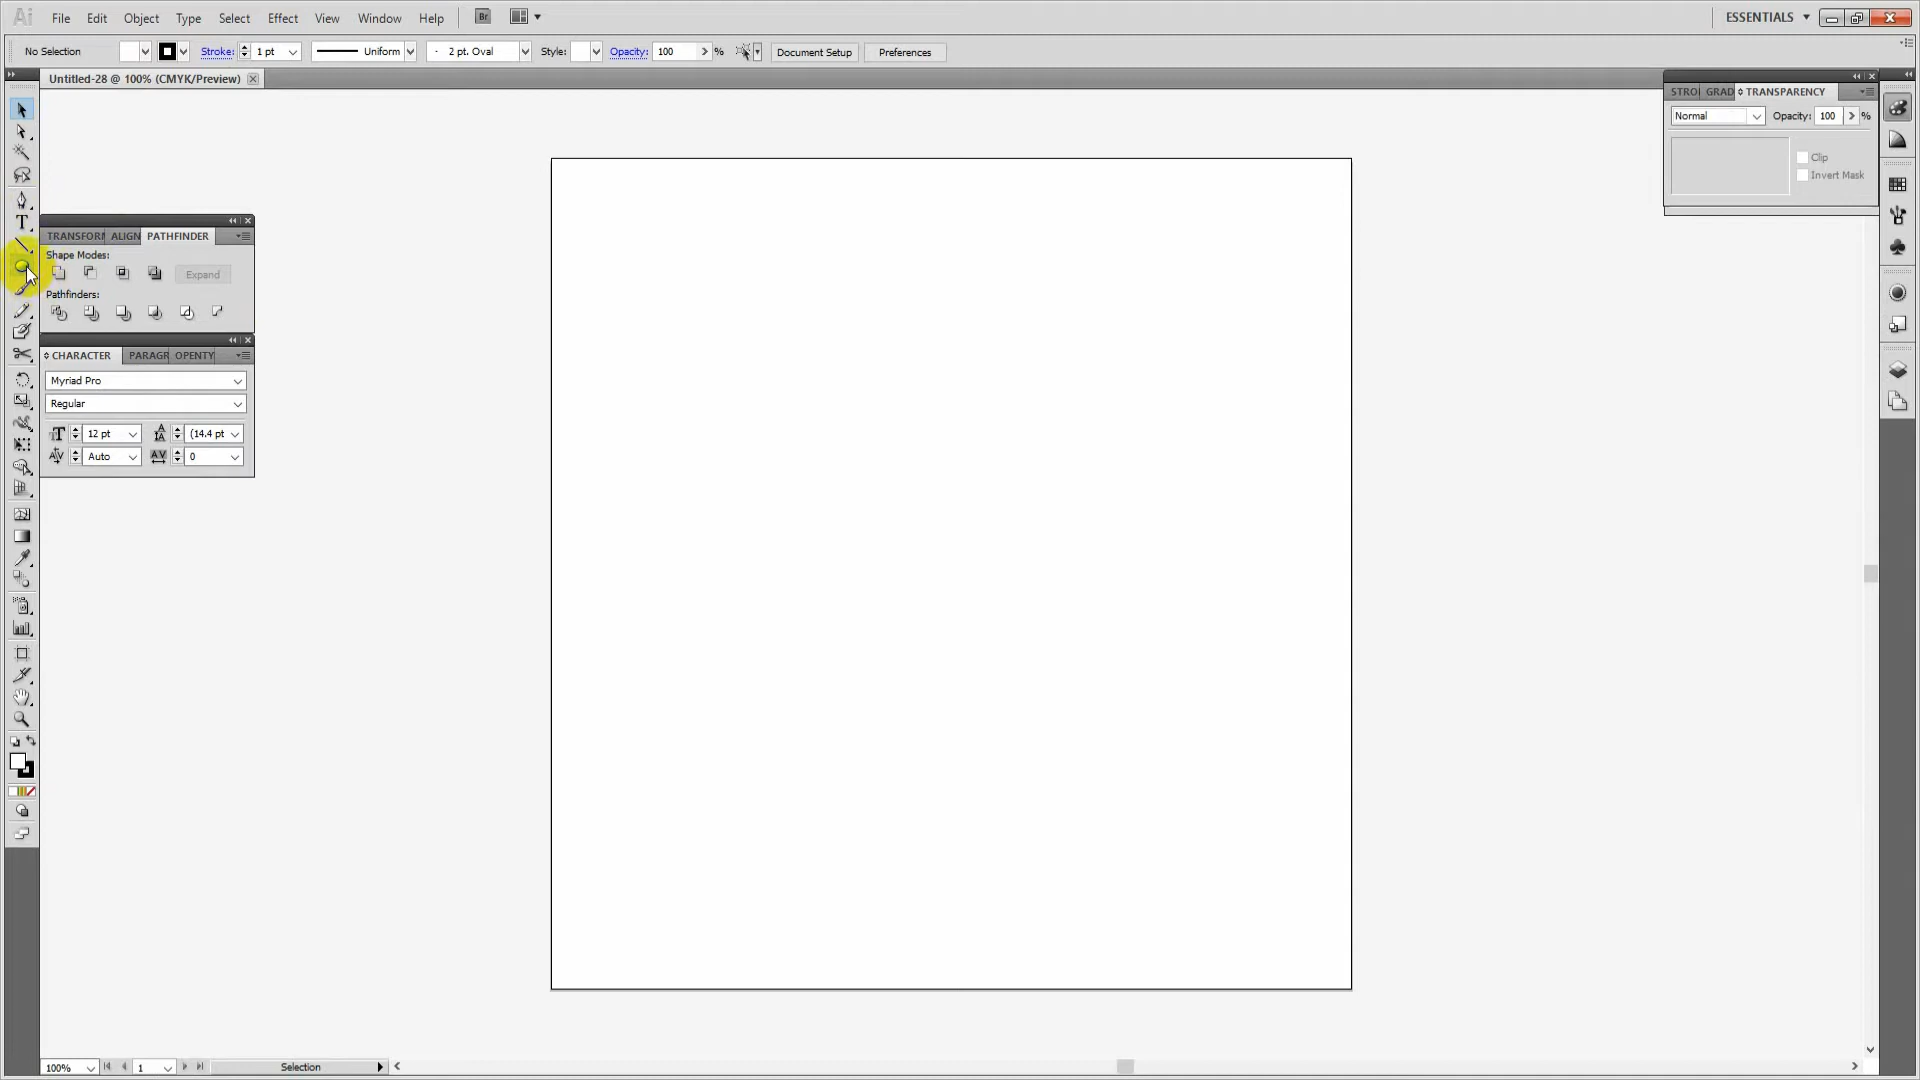 Ai File Edit Object Type Select Effect View Window Help Br ESSENTIALS
No Selection Stroke: 1 pt Uniform 2 pt. Oval Style: Opacity: 100 % Document Setup Preferences
Untitled-28 @ 100% (CMYK/Preview)
STRO GRAD TRANSPARENCY
Normal Opacity: 100 %
Clip
Invert Mask
T
TRANSFORM ALIGN PATHFINDER
Shape Modes:
Expand
Pathfinders:
CHARACTER PARAGR OPENTY
Myriad Pro
Regular
12 pt (14.4 pt
Auto 0
100% 1 Selection